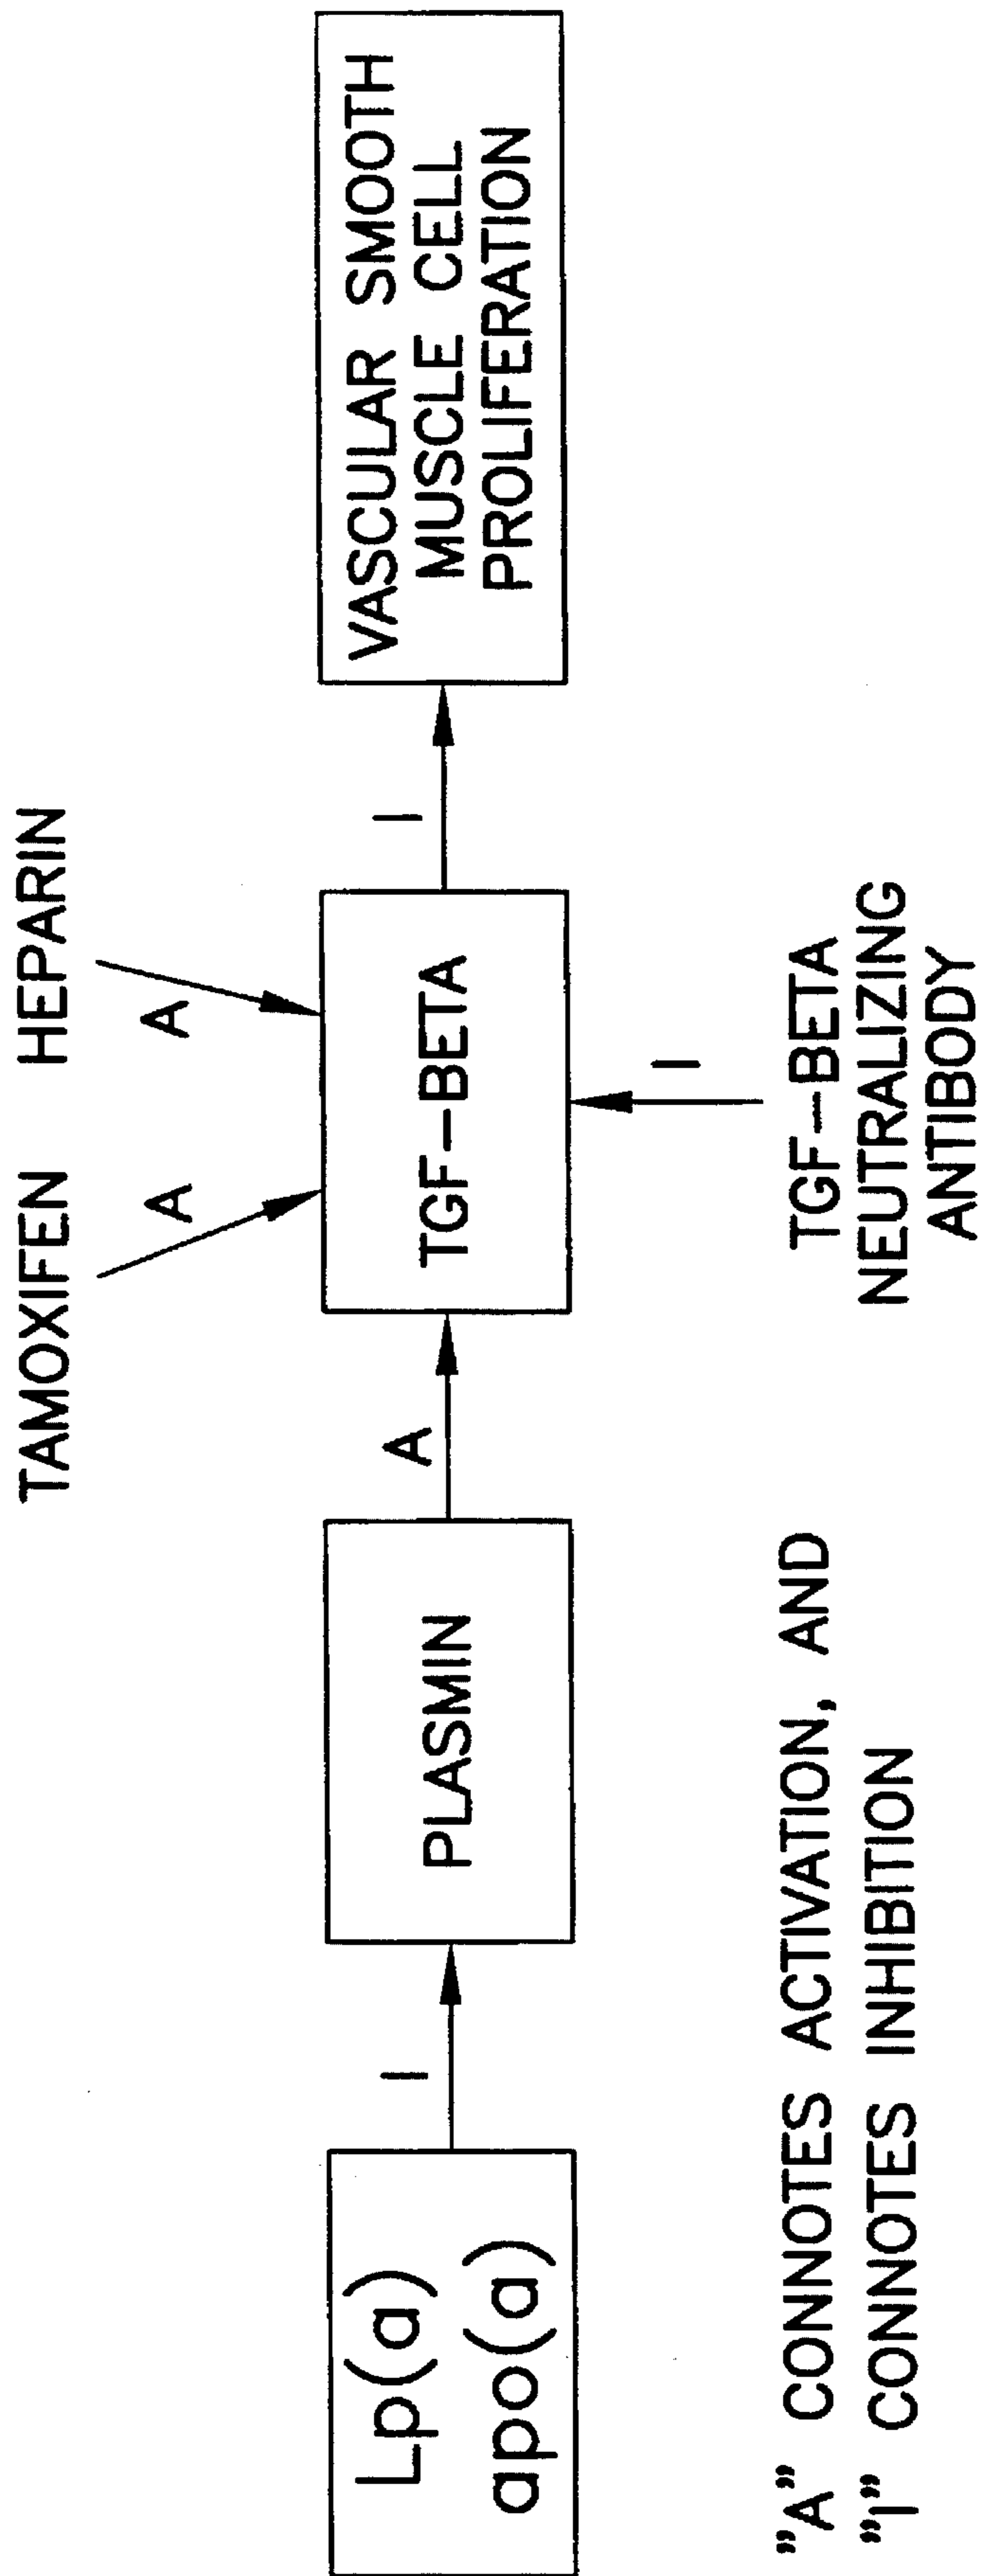 TAMOXIFEN
HEPARIN
A
A
Lp(a)
apo(a)
I
PLASMIN
A
TGF-BETA
I
VASCULAR SMOOTH
MUSCLE CELL
PROLIFERATION
I
TGF-BETA
NEUTRALIZING
ANTIBODY
"A" CONNOTES ACTIVATION, AND
"I" CONNOTES INHIBITION